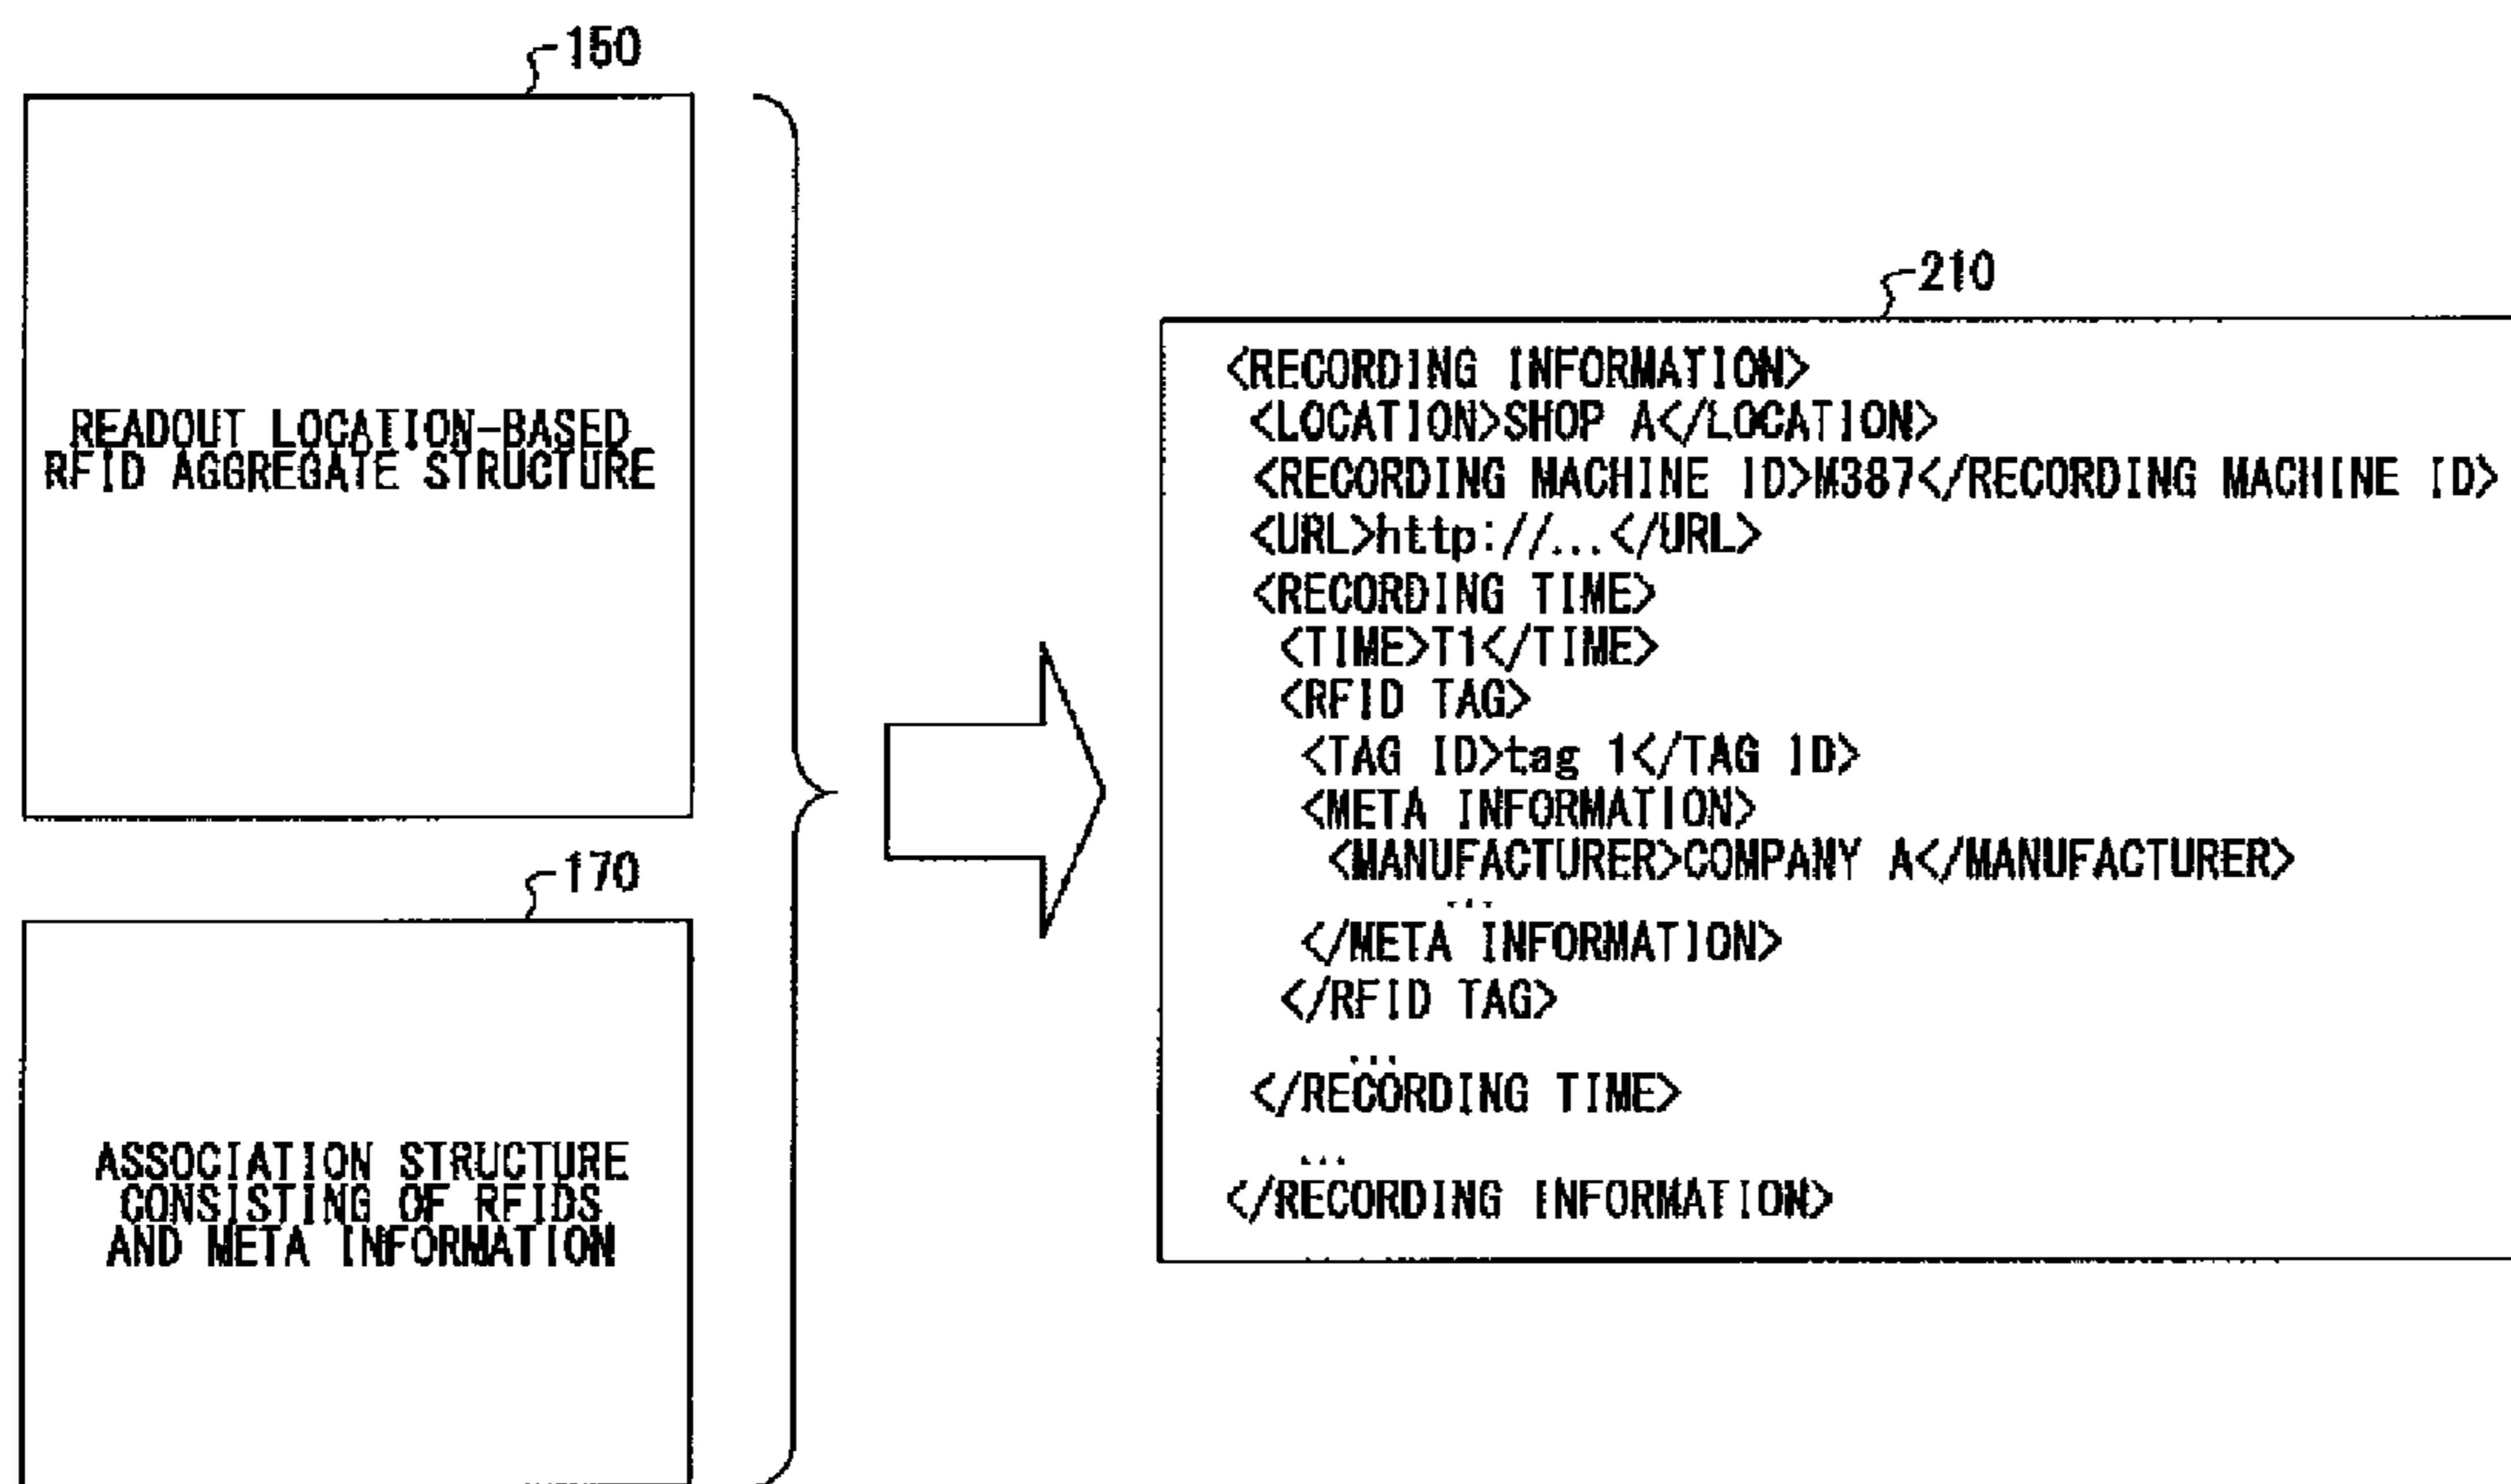 150
READOUT LOCATION-BASED
RFID AGGREGATE STRUCTURE
170
ASSOCIATION STRUCTURE
CONSISTING OF RFIDS
AND META INFORMATION
210
<RECORDING INFORMATION>
<LOCATION>SHOP A</LOCATION>
<RECORDING MACHINE ID>M387</RECORDING MACHINE ID>
<URL>http://...</URL>
<RECORDING TIME>
<TIME>T1</TIME>
<RFID TAG>
<TAG ID>tag 1</TAG ID>
<META INFORMATION>
<MANUFACTURER>COMPANY A</MANUFACTURER>
...
</META INFORMATION>
</RFID TAG>
...
</RECORDING TIME>
...
</RECORDING INFORMATION>